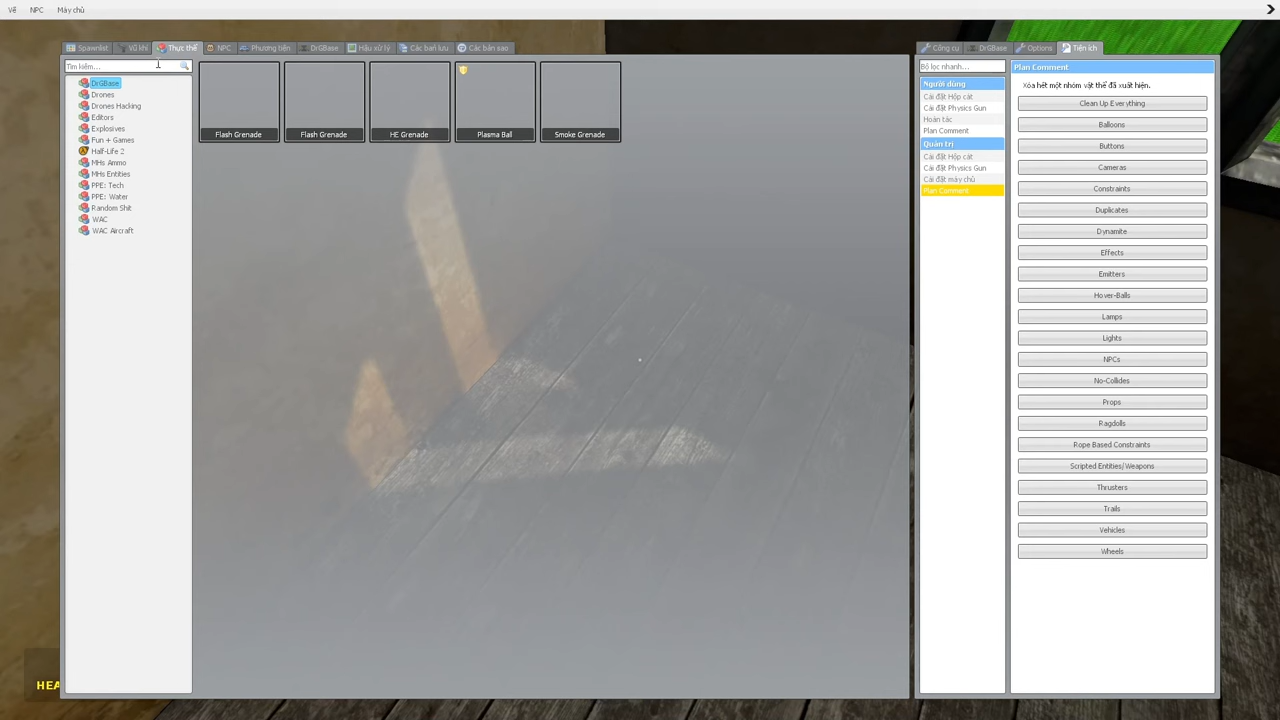 Vẽ NPC Máy chủ
Spawnlist Vũ khí Thực thể NPC Phương tiện DrGBase Hậu xử lý Các bản lưu Các bản sao
Tìm kiếm...
DrGBase
Drones
Drones Hacking
Editors
Explosives
Fun + Games
Half-Life 2
MHs Ammo
MHs Entities
PPE: Tech
PPE: Water
Random Shit
WAC
WAC Aircraft
Flash Grenade Flash Grenade HE Grenade Plasma Ball Smoke Grenade
Công cụ DrGBase Options Tiện ích
Bộ lọc nhanh...
Người dùng
Cài đặt Hộp cát
Cài đặt Physics Gun
Hoàn tác
Plan Comment
Quản trị
Cài đặt Hộp cát
Cài đặt Physics Gun
Cài đặt máy chủ
Plan Comment
Plan Comment
Xóa hết một nhóm vật thể đã xuất hiện.
Clean Up Everything
Balloons
Buttons
Cameras
Constraints
Duplicates
Dynamite
Effects
Emitters
Hover-Balls
Lamps
Lights
NPCs
No-Collides
Props
Ragdolls
Rope Based Constraints
Scripted Entities/Weapons
Thrusters
Trails
Vehicles
Wheels
HEA